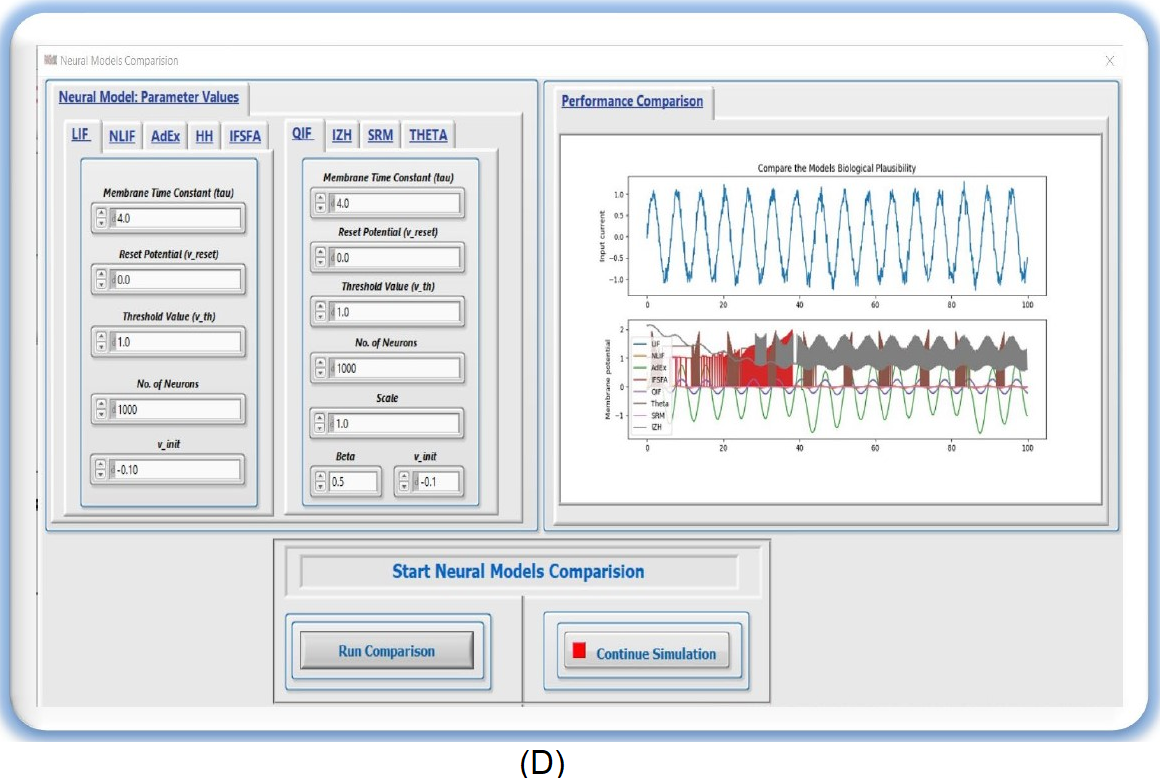 Neural Models Comparision
Neural Model: Parameter Values
LIF NLIF AdEx HH IFSFA
Membrane Time Constant (tau)
4.0
Reset Potential (v_reset)
0.0
Threshold Value (v_th)
1.0
No. of Neurons
1000
v_init
-0.10
QIF IZH SRM THETA
Membrane Time Constant (tau)
4.0
Reset Potential (v_reset)
0.0
Threshold Value (v_th)
1.0
No. of Neurons
1000
Scale
1.0
Beta v_init
0.5 -0.1
Performance Comparison
Compare the Models Biological Plausibility
Input current
1.0
0.5
0.0
−0.5
−1.0
0 20 40 60 80 100
Membrane potential
2
1
0
−1
LIF
NLIF
AdEx
IFSFA
QIF
Theta
SRM
IZH
0 20 40 60 80 100
Start Neural Models Comparision
Run Comparison
Continue Simulation
(D)